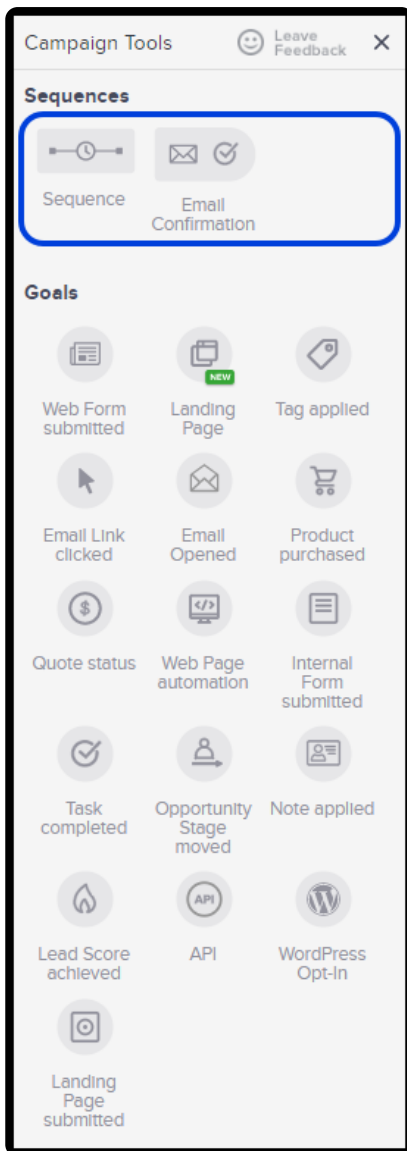 Campaign Tools
Leave
Feedback
Sequences
Sequence
Email
Confirmation
Goals
Web Form
submitted
NEW
Landing
Page
Tag applied
Email Link
clicked
Email
Opened
Product
purchased
$
Quote status
</>
Web Page
automation
Internal
Form
submitted
Task
completed
Opportunity
Stage
moved
Note applied
Lead Score
achieved
API
API
WordPress
Opt-In
Landing
Page
submitted